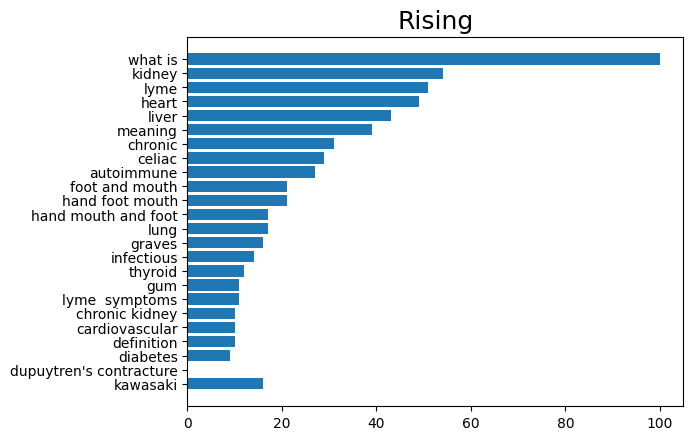 Rising
what is
kidney
lyme
heart
liver
meaning
chronic
celiac
autoimmune
foot and mouth
hand foot mouth
hand mouth and foot
lung
graves
infectious
thyroid
gum
lyme  symptoms
chronic kidney
cardiovascular
definition
diabetes
dupuytren's contracture
kawasaki
0 20 40 60 80 100